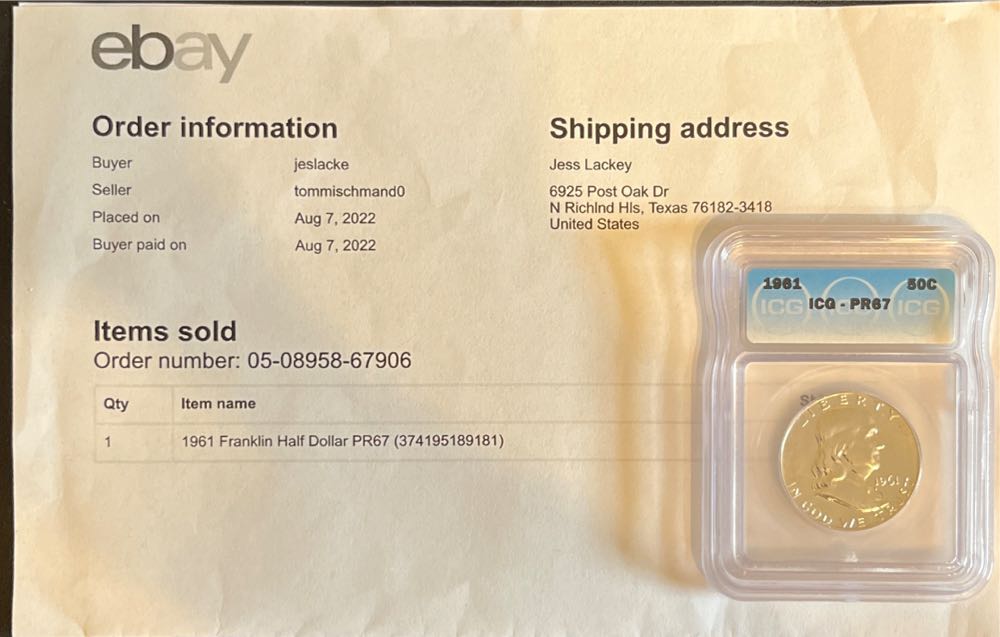 ebay
Order information
Buyer jeslacke
Seller tommischmand0
Placed on Aug 7, 2022
Buyer paid on Aug 7, 2022
Shipping address
Jess Lackey
6925 Post Oak Dr
N Richlnd Hls, Texas 76182-3418
United States
Items sold
Order number: 05-08958-67906
Qty Item name
1 1961 Franklin Half Dollar PR67 (374195189181)
1961 50C
ICG ICG - PR67 ICG
LIBERTY
1961
IN GOD WE TRUST